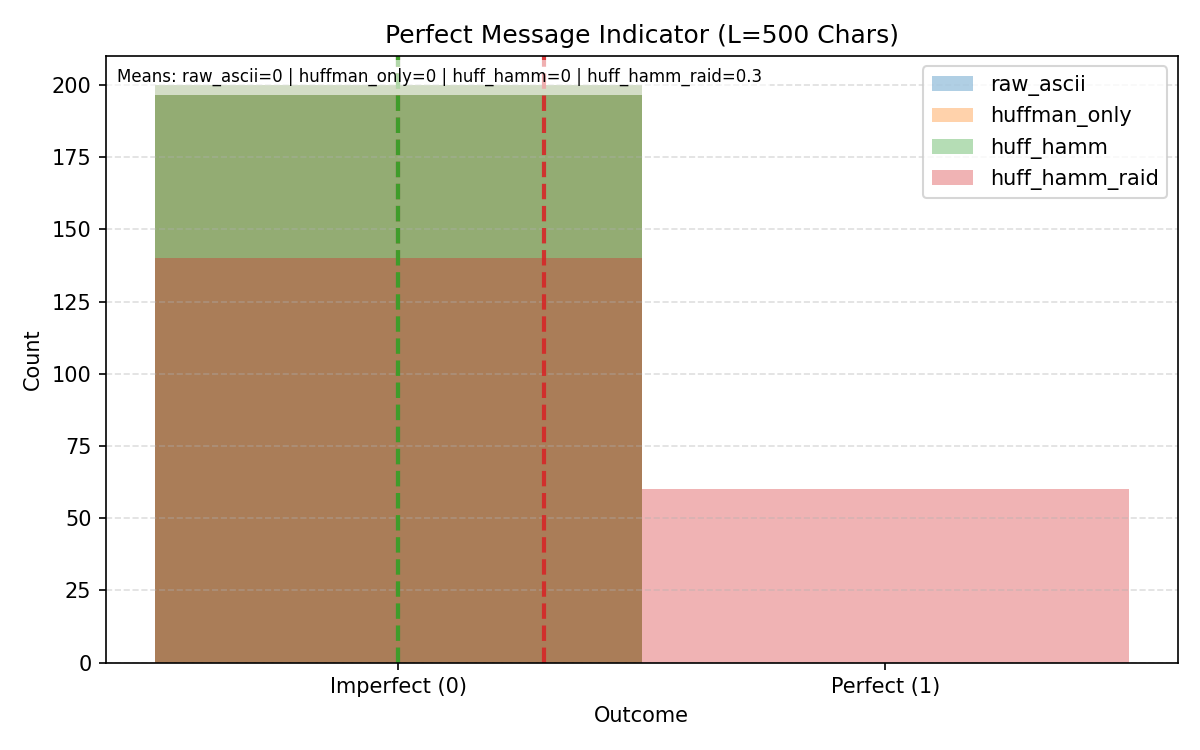 Perfect Message Indicator (L=500 Chars)
Means: raw_ascii=0 | huffman_only=0 | huff_hamm=0 | huff_hamm_raid=0.3
raw_ascii
huffman_only
huff_hamm
huff_hamm_raid
200
175
150
125
100
75
50
25
0
Count
Imperfect (0)
Perfect (1)
Outcome